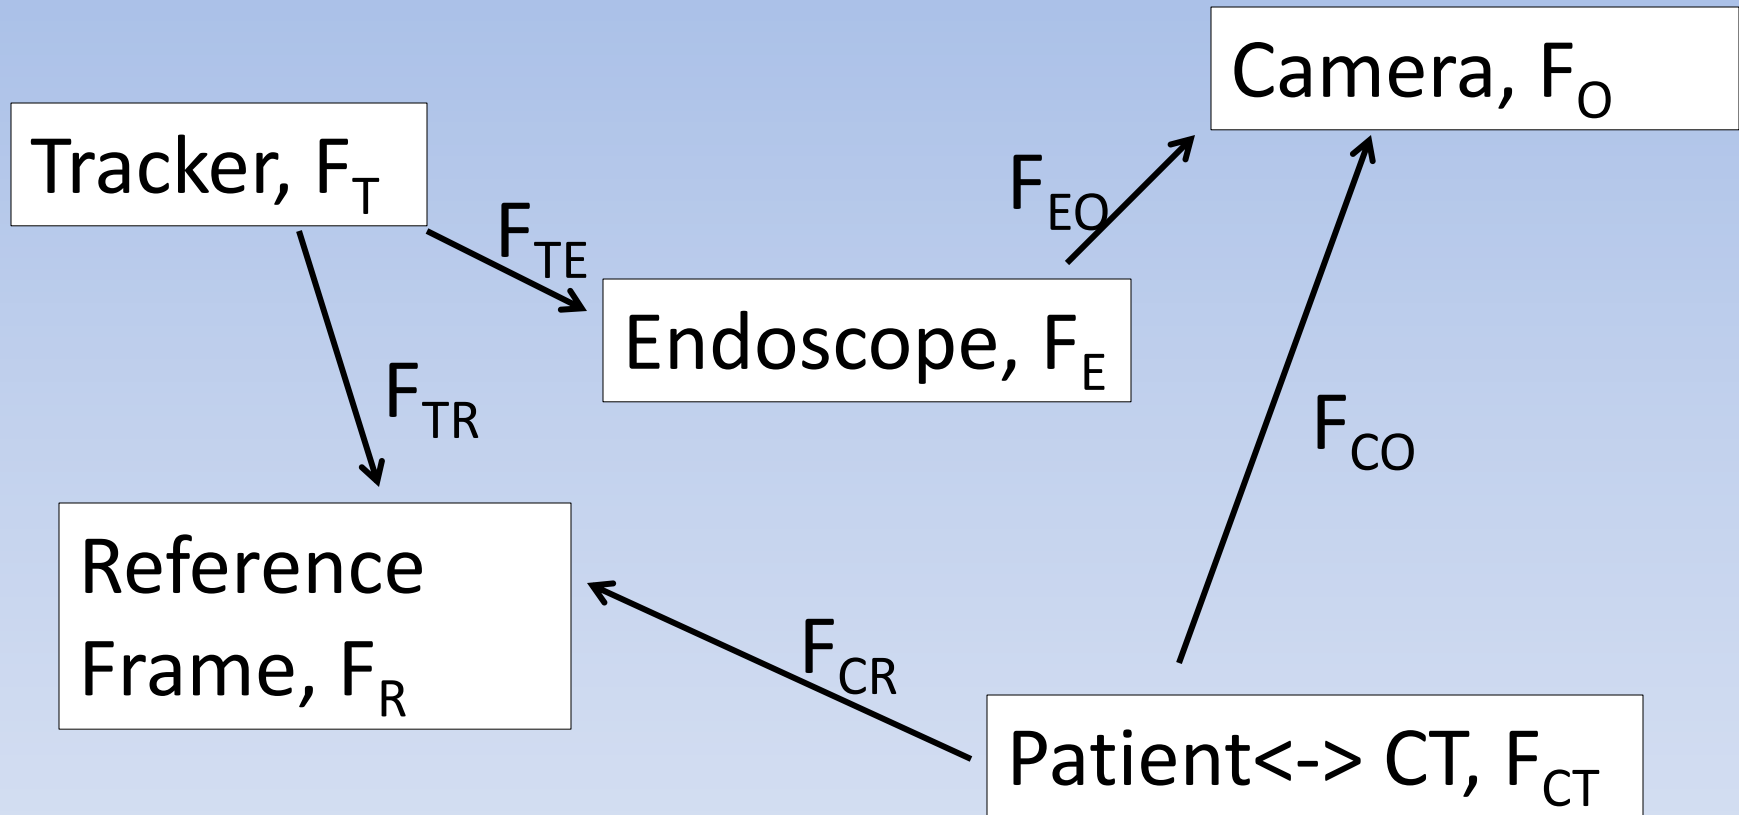 Camera, F_O
Tracker, F_T
F_EO
F_TE
Endoscope, F_E
F_TR
F_CO
Reference
Frame, F_R
F_CR
Patient<-> CT, F_CT